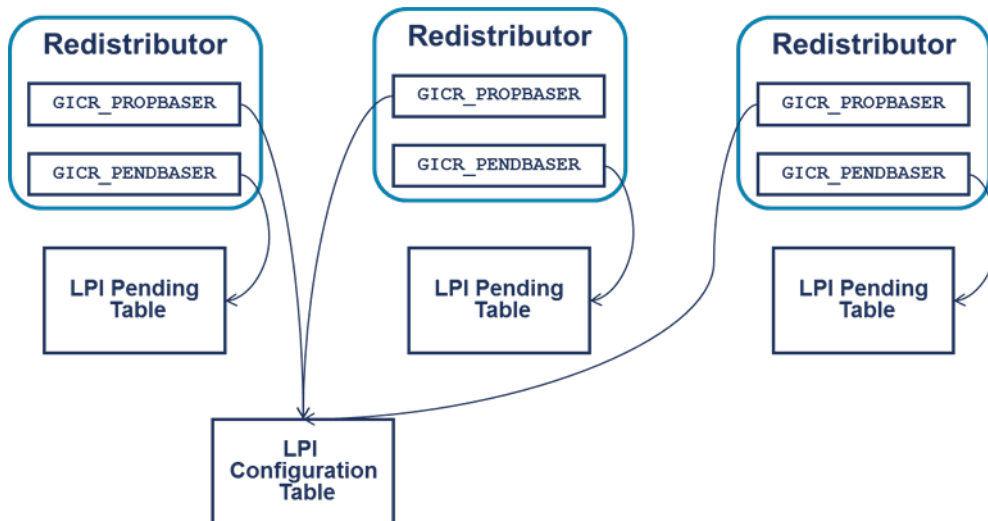 Redistributor
GICR_PROPBASER
GICR_PENDBASER
LPI Pending
Table
Redistributor
GICR_PROPBASER
GICR_PENDBASER
LPI Pending
Table
Redistributor
GICR_PROPBASER
GICR_PENDBASER
LPI Pending
Table
LPI
Configuration
Table